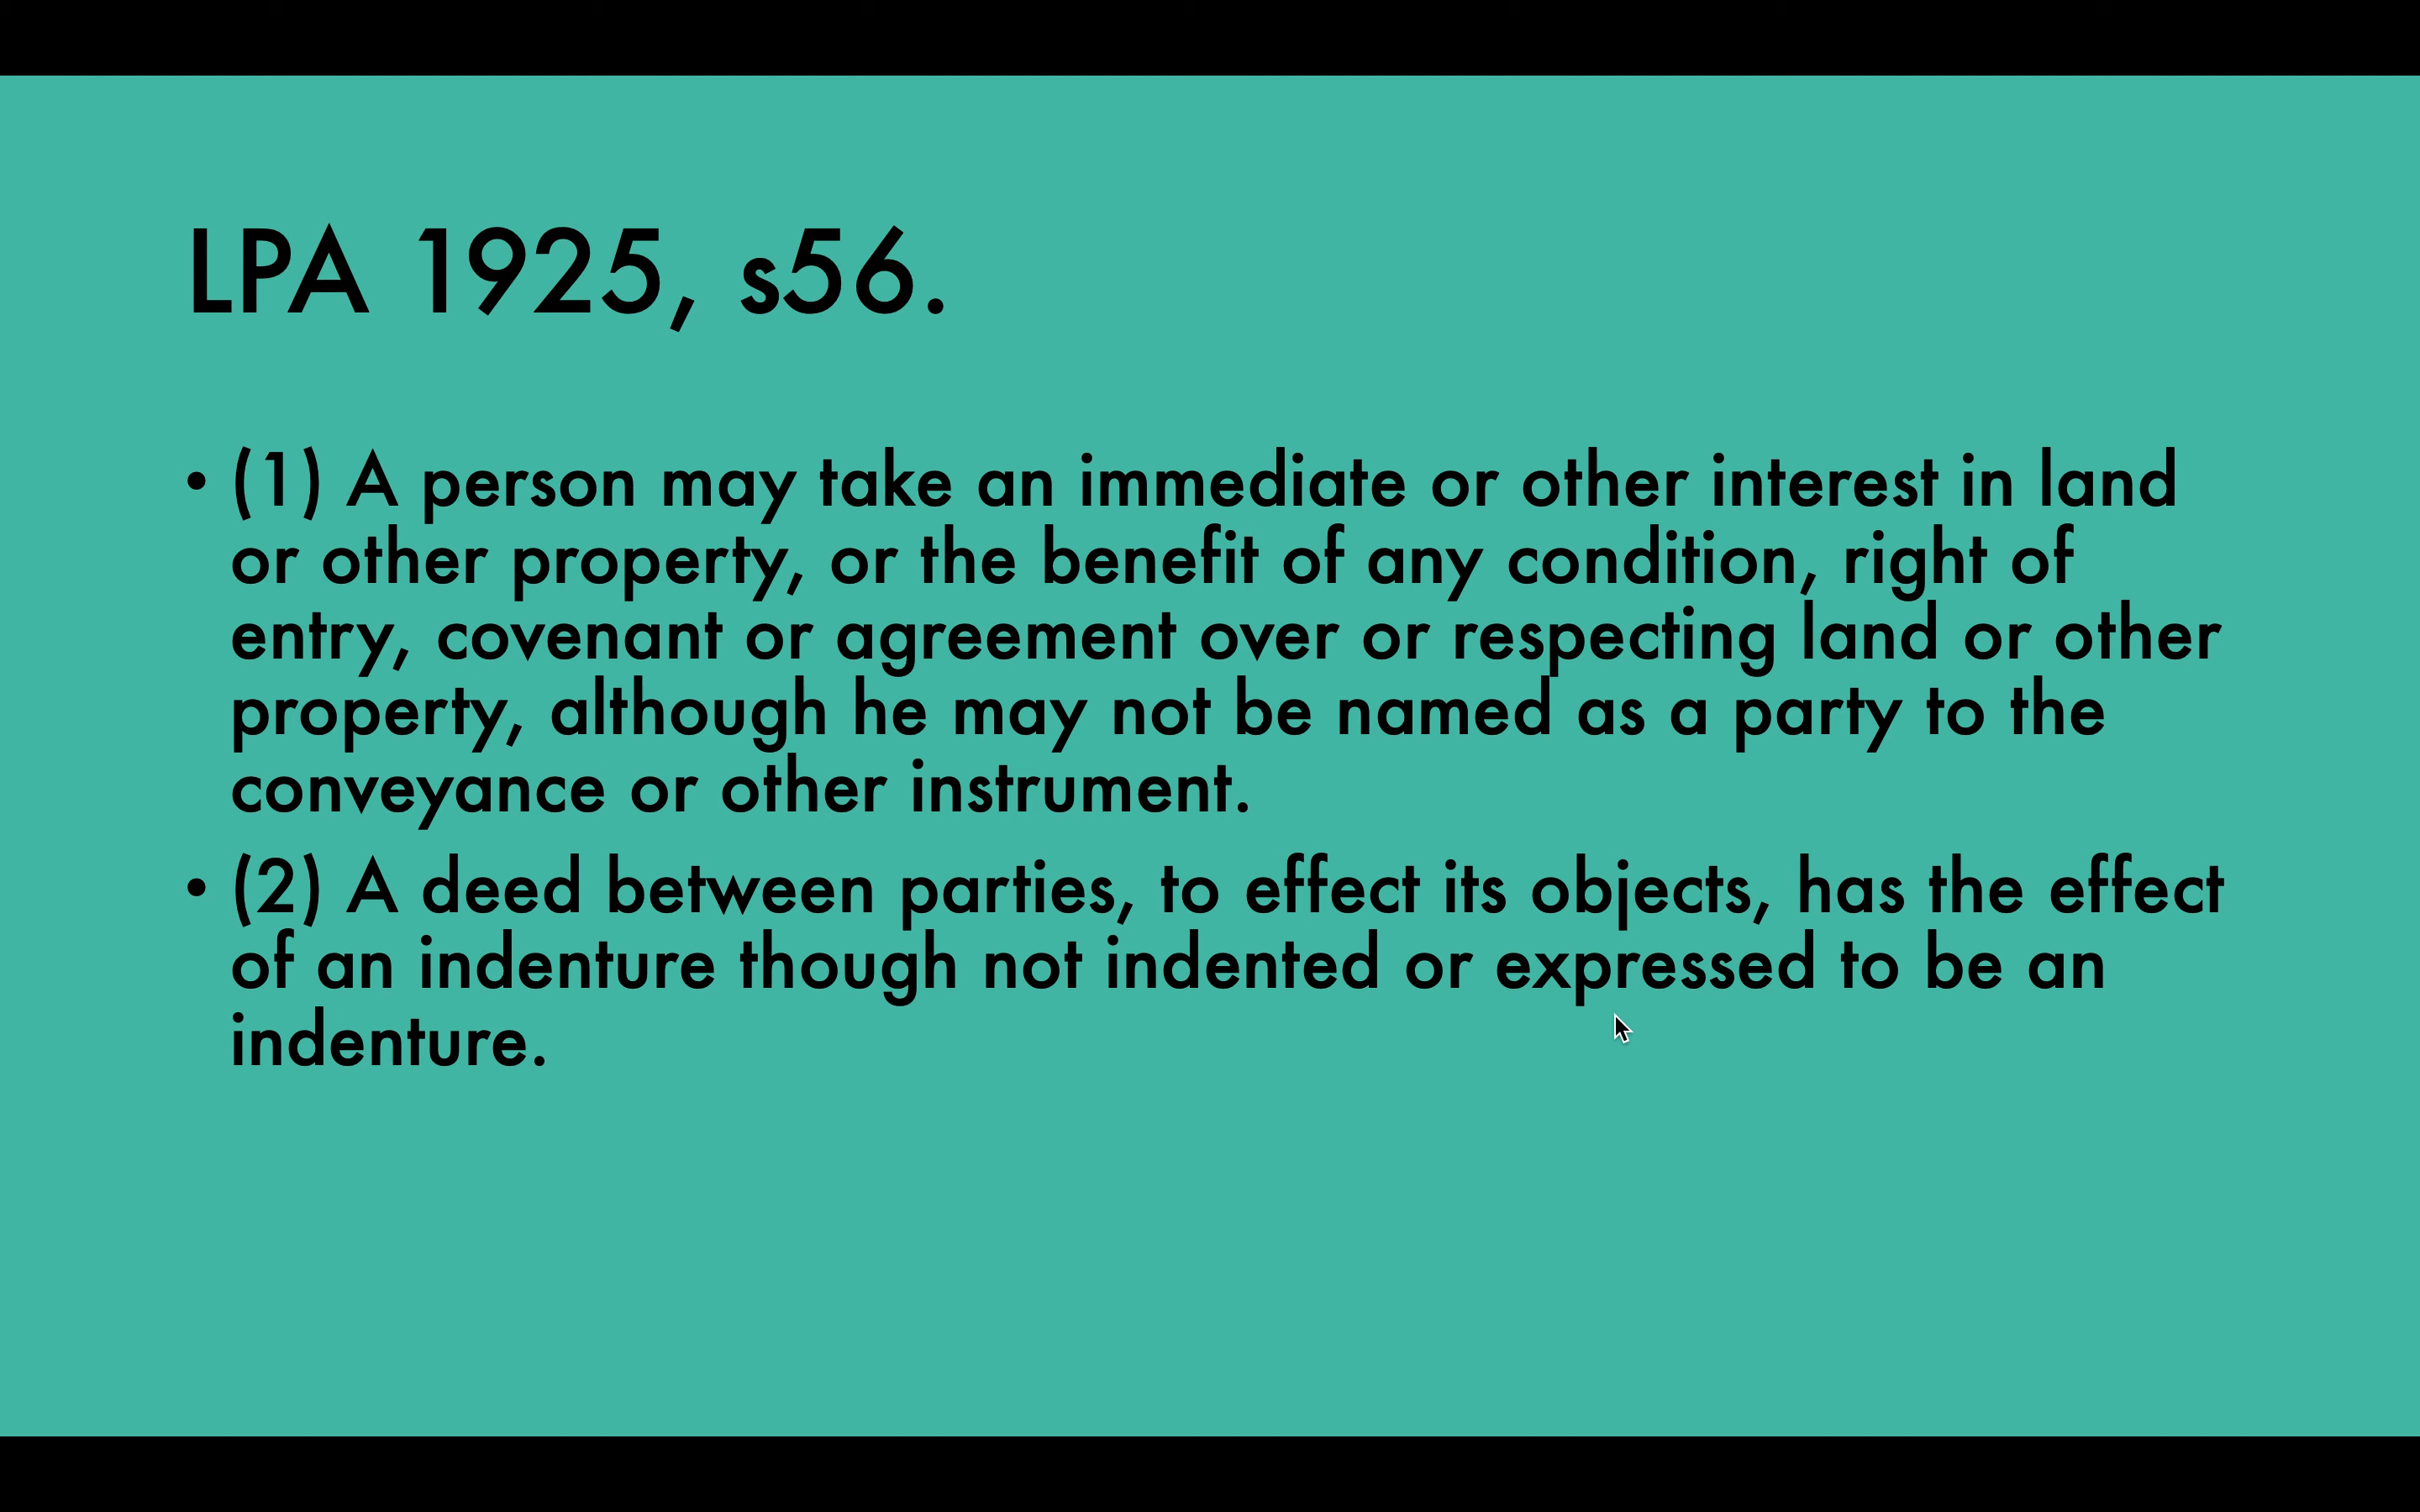 LPA 1925, s56.
• (1) A person may take an immediate or other interest in land
or other property, or the benefit of any condition, right of
entry, covenant or agreement over or respecting land or other
property, although he may not be named as a party to the
conveyance or other instrument.
• (2) A deed between parties, to effect its objects, has the effect
of an indenture though not indented or expressed to be an
indenture.